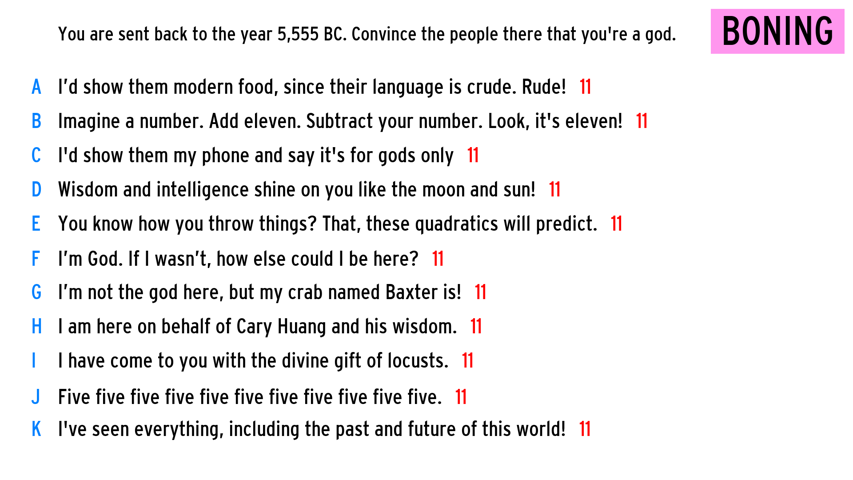 You are sent back to the year 5,555 BC. Convince the people there that you're a god.
BONING
A I’d show them modern food, since their language is crude. Rude! 11
B Imagine a number. Add eleven. Subtract your number. Look, it's eleven! 11
C I'd show them my phone and say it's for gods only 11
D Wisdom and intelligence shine on you like the moon and sun! 11
E You know how you throw things? That, these quadratics will predict. 11
F I’m God. If I wasn’t, how else could I be here? 11
G I’m not the god here, but my crab named Baxter is! 11
H I am here on behalf of Cary Huang and his wisdom. 11
I I have come to you with the divine gift of locusts. 11
J Five five five five five five five five five five five. 11
K I've seen everything, including the past and future of this world! 11